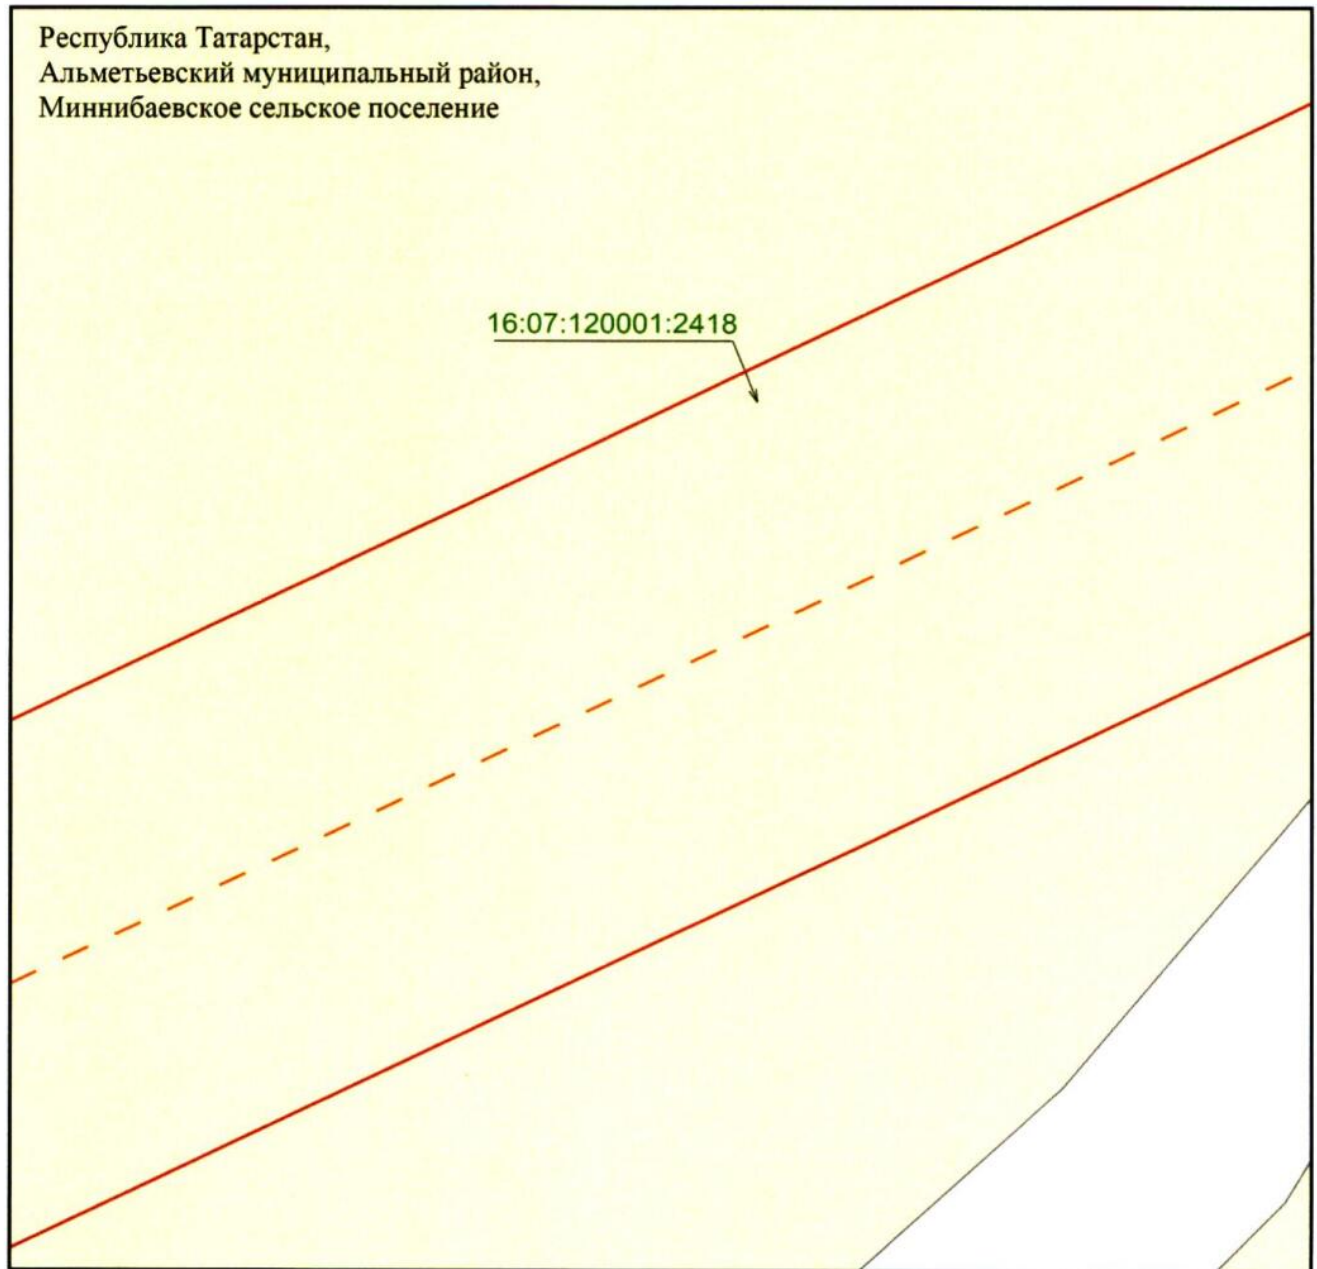 Республика Татарстан,
Альметьевский муниципальный район,
Миннибаевское сельское поселение
16:07:120001:2418